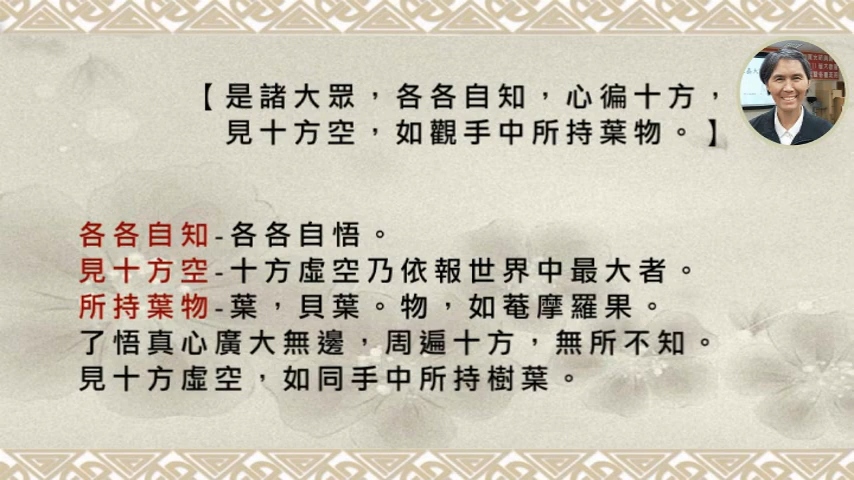 【是諸大眾，各各自知，心徧十方，
見十方空，如觀手中所持葉物。】
各各自知-各各自悟。
見十方空-十方虛空乃依報世界中最大者。
所持葉物-葉，貝葉。物，如菴摩羅果。
了悟真心廣大無邊，周遍十方，無所不知。
見十方虛空，如同手中所持樹葉。